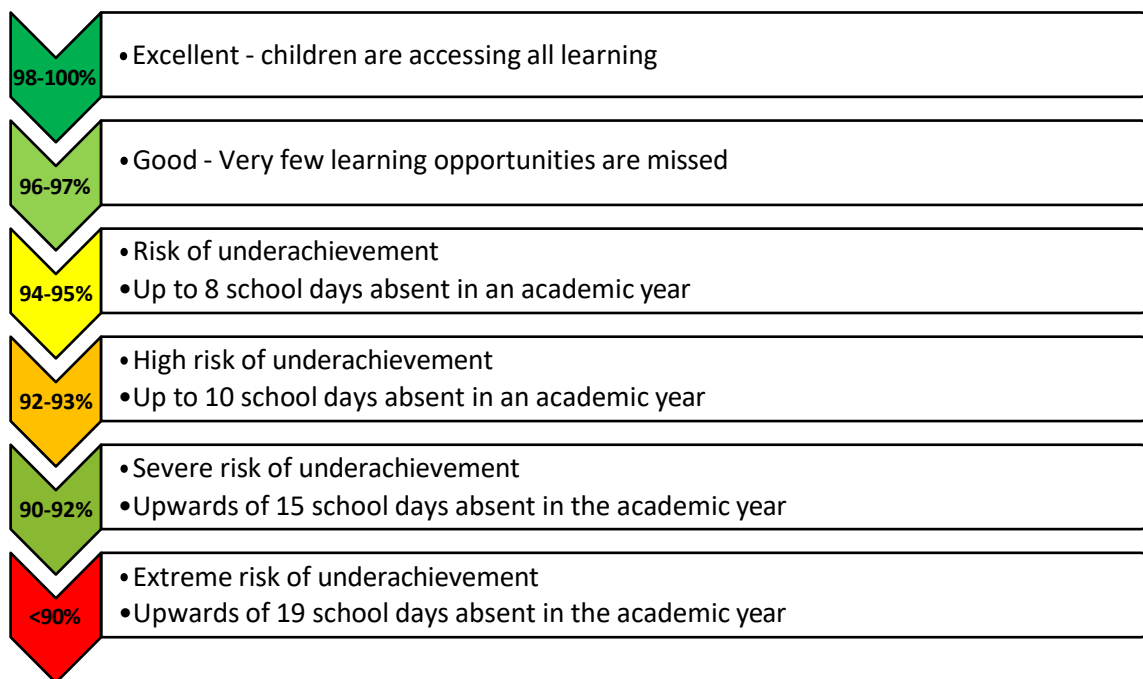 98-100%
• Excellent - children are accessing all learning
96-97%
• Good - Very few learning opportunities are missed
94-95%
• Risk of underachievement
• Up to 8 school days absent in an academic year
92-93%
• High risk of underachievement
• Up to 10 school days absent in an academic year
90-92%
• Severe risk of underachievement
• Upwards of 15 school days absent in the academic year
<90%
• Extreme risk of underachievement
• Upwards of 19 school days absent in the academic year